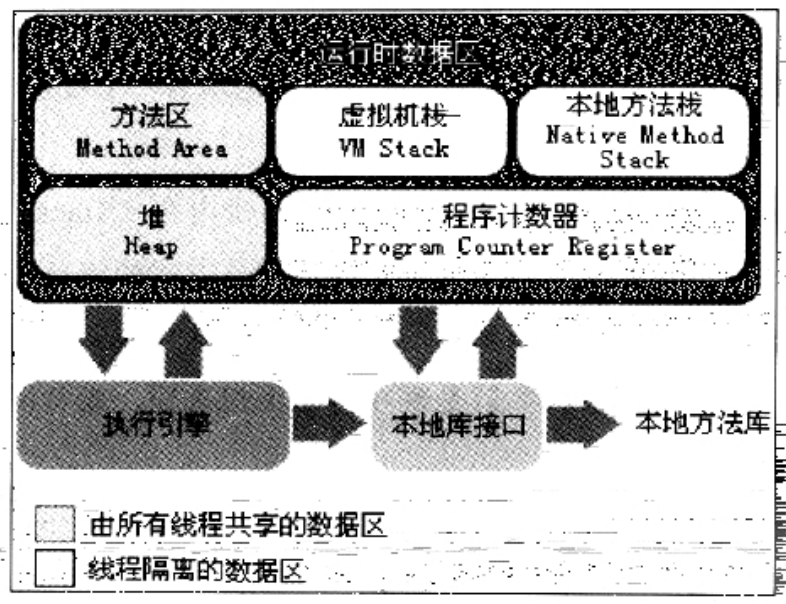 运行时数据区
方法区
Method Area
虚拟机栈
VM Stack
本地方法栈
Native Method
Stack
堆
Heap
程序计数器
Program Counter Register
执行引擎
本地库接口
本地方法库
由所有线程共享的数据区
线程隔离的数据区